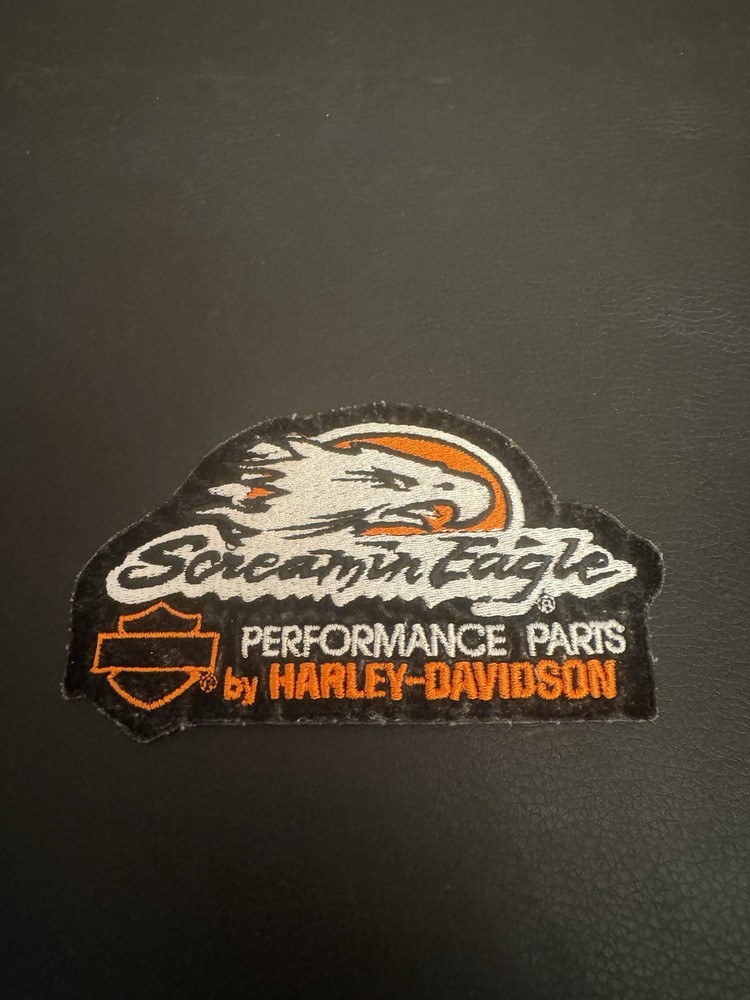 Screamin Eagle ®
PERFORMANCE PARTS
® by HARLEY-DAVIDSON